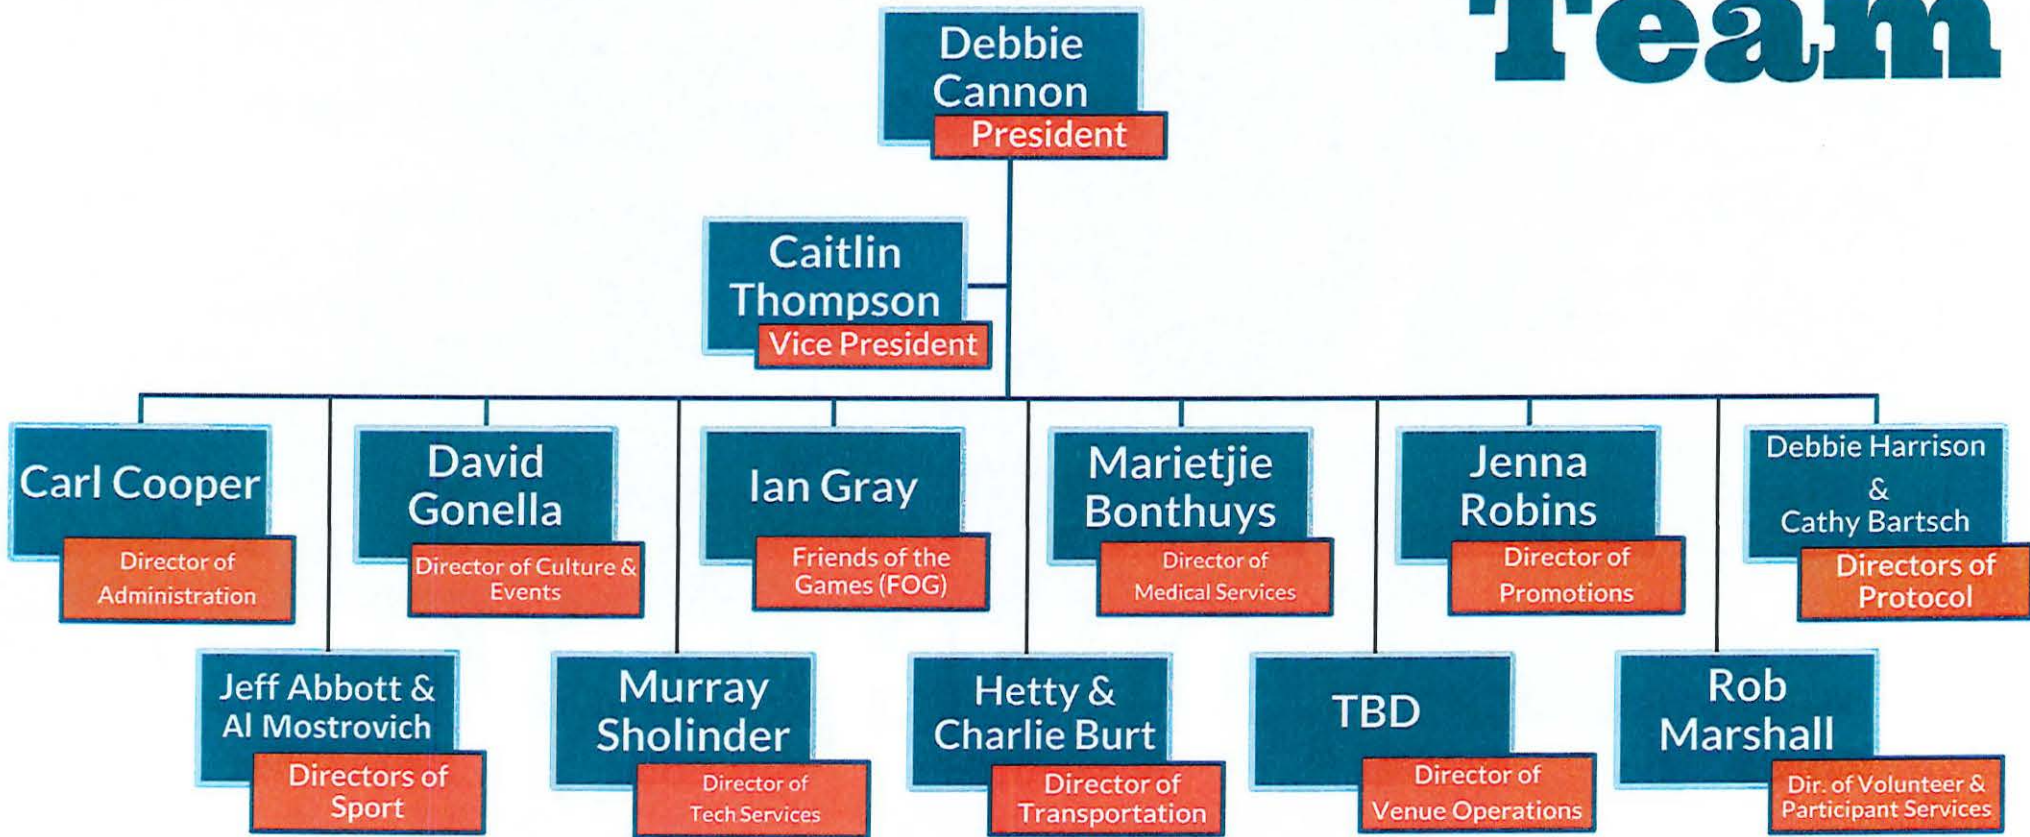 Team
Debbie
Cannon
President
Caitlin
Thompson
Vice President
Carl Cooper
Director of
Administration
David
Gonella
Director of Culture &
Events
Ian Gray
Friends of the
Games (FOG)
Marietjie
Bonthuys
Director of
Medical Services
Jenna
Robins
Director of
Promotions
Debbie Harrison
&
Cathy Bartsch
Directors of
Protocol
Jeff Abbott &
Al Mostrovich
Directors of
Sport
Murray
Sholinder
Director of
Tech Services
Hetty &
Charlie Burt
Director of
Transportation
TBD
Director of
Venue Operations
Rob
Marshall
Dir. of Volunteer &
Participant Services